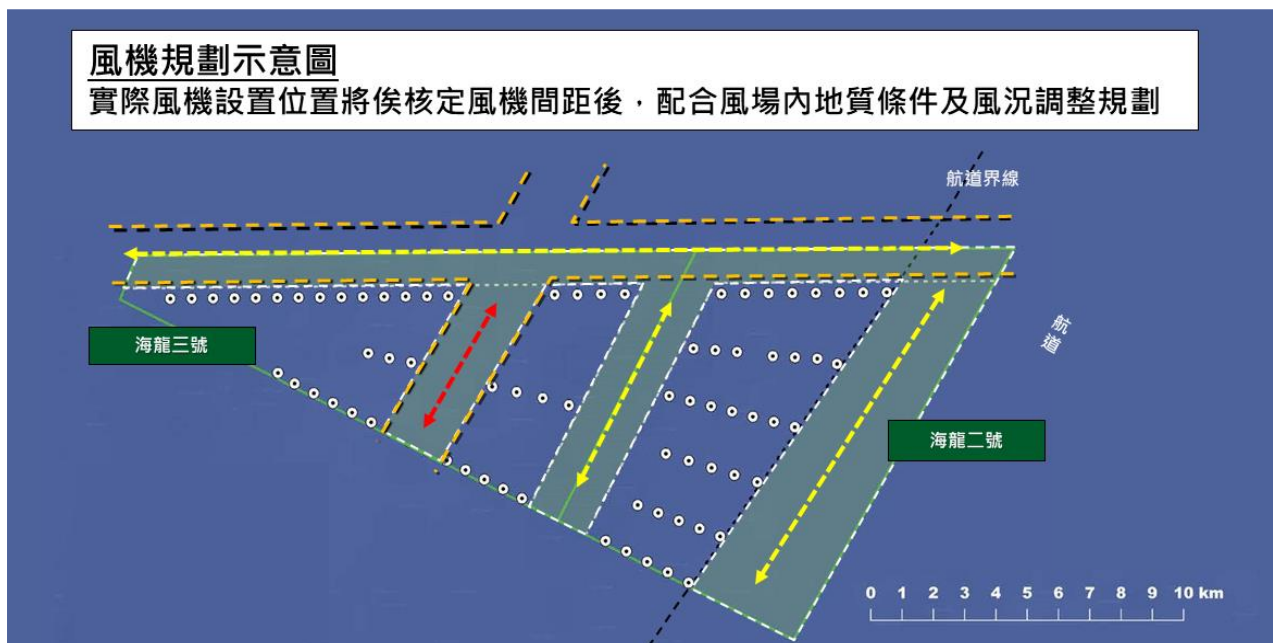 風機規劃示意圖
實際風機設置位置將俟核定風機間距後，配合風場內地質條件及風況調整規劃
航道界線
航道
海龍三號
海龍二號
0 1 2 3 4 5 6 7 8 9 10 km